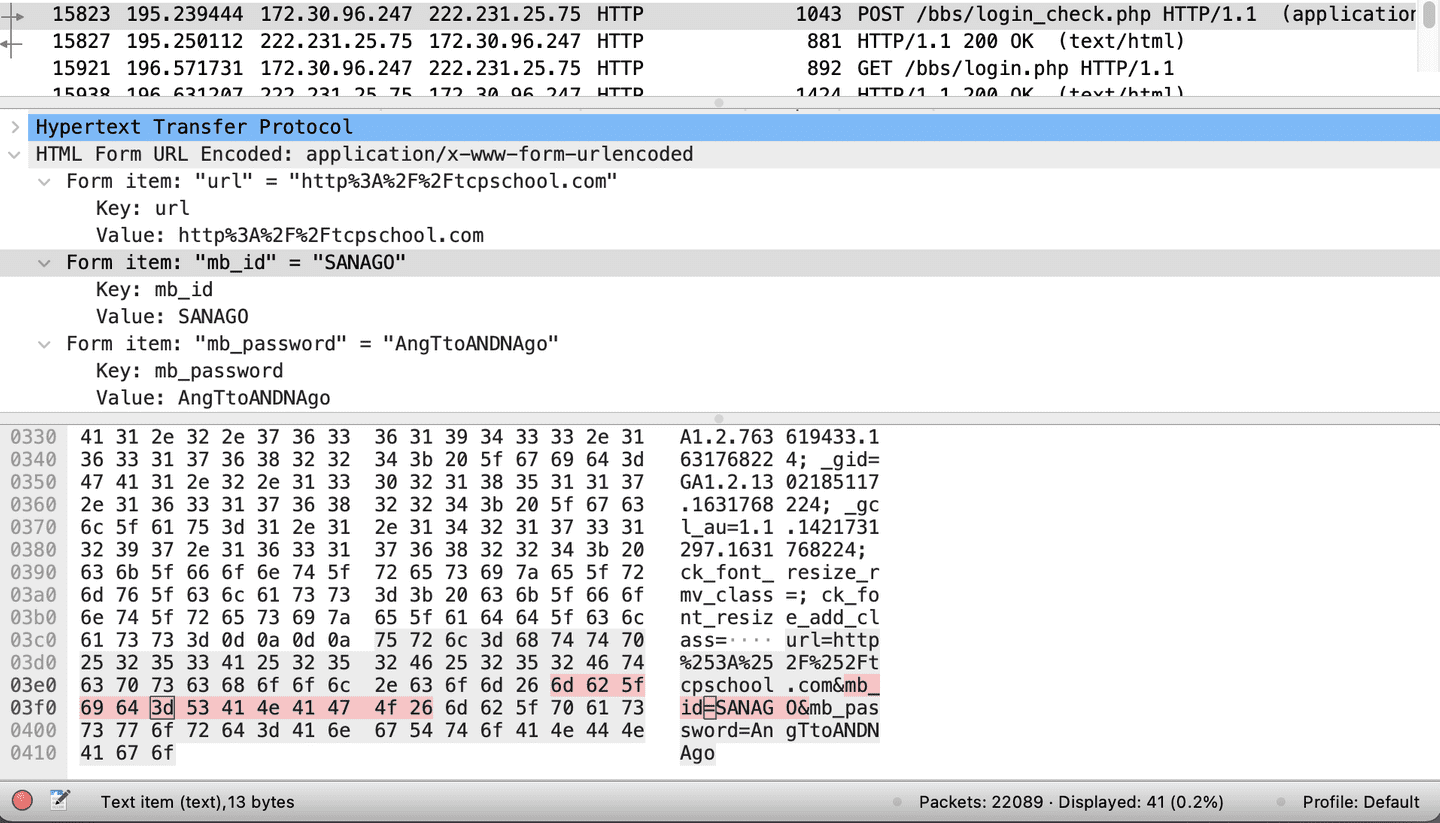 15823 195.239444 172.30.96.247 222.231.25.75 HTTP 1043 POST /bbs/login_check.php HTTP/1.1 (application
15827 195.250112 222.231.25.75 172.30.96.247 HTTP 881 HTTP/1.1 200 OK (text/html)
15921 196.571731 172.30.96.247 222.231.25.75 HTTP 892 GET /bbs/login.php HTTP/1.1
15938 196.631207 222.231.25.75 172.30.96.247 HTTP 1424 HTTP/1.1 200 OK (text/html)
Hypertext Transfer Protocol
HTML Form URL Encoded: application/x-www-form-urlencoded
Form item: "url" = "http%3A%2F%2Ftcpschool.com"
Key: url
Value: http%3A%2F%2Ftcpschool.com
Form item: "mb_id" = "SANAGO"
Key: mb_id
Value: SANAGO
Form item: "mb_password" = "AngTtoANDNAgo"
Key: mb_password
Value: AngTtoANDNAgo
0330 41 31 2e 32 2e 37 36 33 36 31 39 34 33 33 2e 31 A1.2.763 619433.1
0340 36 33 31 37 36 38 32 32 34 3b 20 5f 67 69 64 3d 63176822 4; _gid=
0350 47 41 31 2e 32 2e 31 33 30 32 31 38 35 31 31 37 GA1.2.13 02185117
0360 2e 31 36 33 31 37 36 38 32 32 34 3b 20 5f 67 63 .1631768 224; _gc
0370 6c 5f 61 75 3d 31 2e 31 2e 31 34 32 31 37 33 31 l_au=1.1 .1421731
0380 32 39 37 2e 31 36 33 31 37 36 38 32 32 34 3b 20 297.1631 768224;
0390 63 6b 5f 66 6f 6e 74 5f 72 65 73 69 7a 65 5f 72 ck_font_ resize_r
03a0 6d 76 5f 63 6c 61 73 73 3d 3b 20 63 6b 5f 66 6f mv_class =; ck_fo
03b0 6e 74 5f 72 65 73 69 7a 65 5f 61 64 64 5f 63 6c nt_resiz e_add_cl
03c0 61 73 73 3d 0d 0a 0d 0a 75 72 6c 3d 68 74 74 70 ass=···· url=http
03d0 25 32 35 33 41 25 32 35 32 46 25 32 35 32 46 74 %253A%25 2F%252Ft
03e0 63 70 73 63 68 6f 6f 6c 2e 63 6f 6d 26 6d 62 5f cpschool .com&mb_
03f0 69 64 3d 53 41 4e 41 47 4f 26 6d 62 5f 70 61 73 id=SANAG O&mb_pas
0400 73 77 6f 72 64 3d 41 6e 67 54 74 6f 41 4e 44 4e sword=An gTtoANDN
0410 41 67 6f Ago
Text item (text),13 bytes
Packets: 22089 · Displayed: 41 (0.2%)
Profile: Default